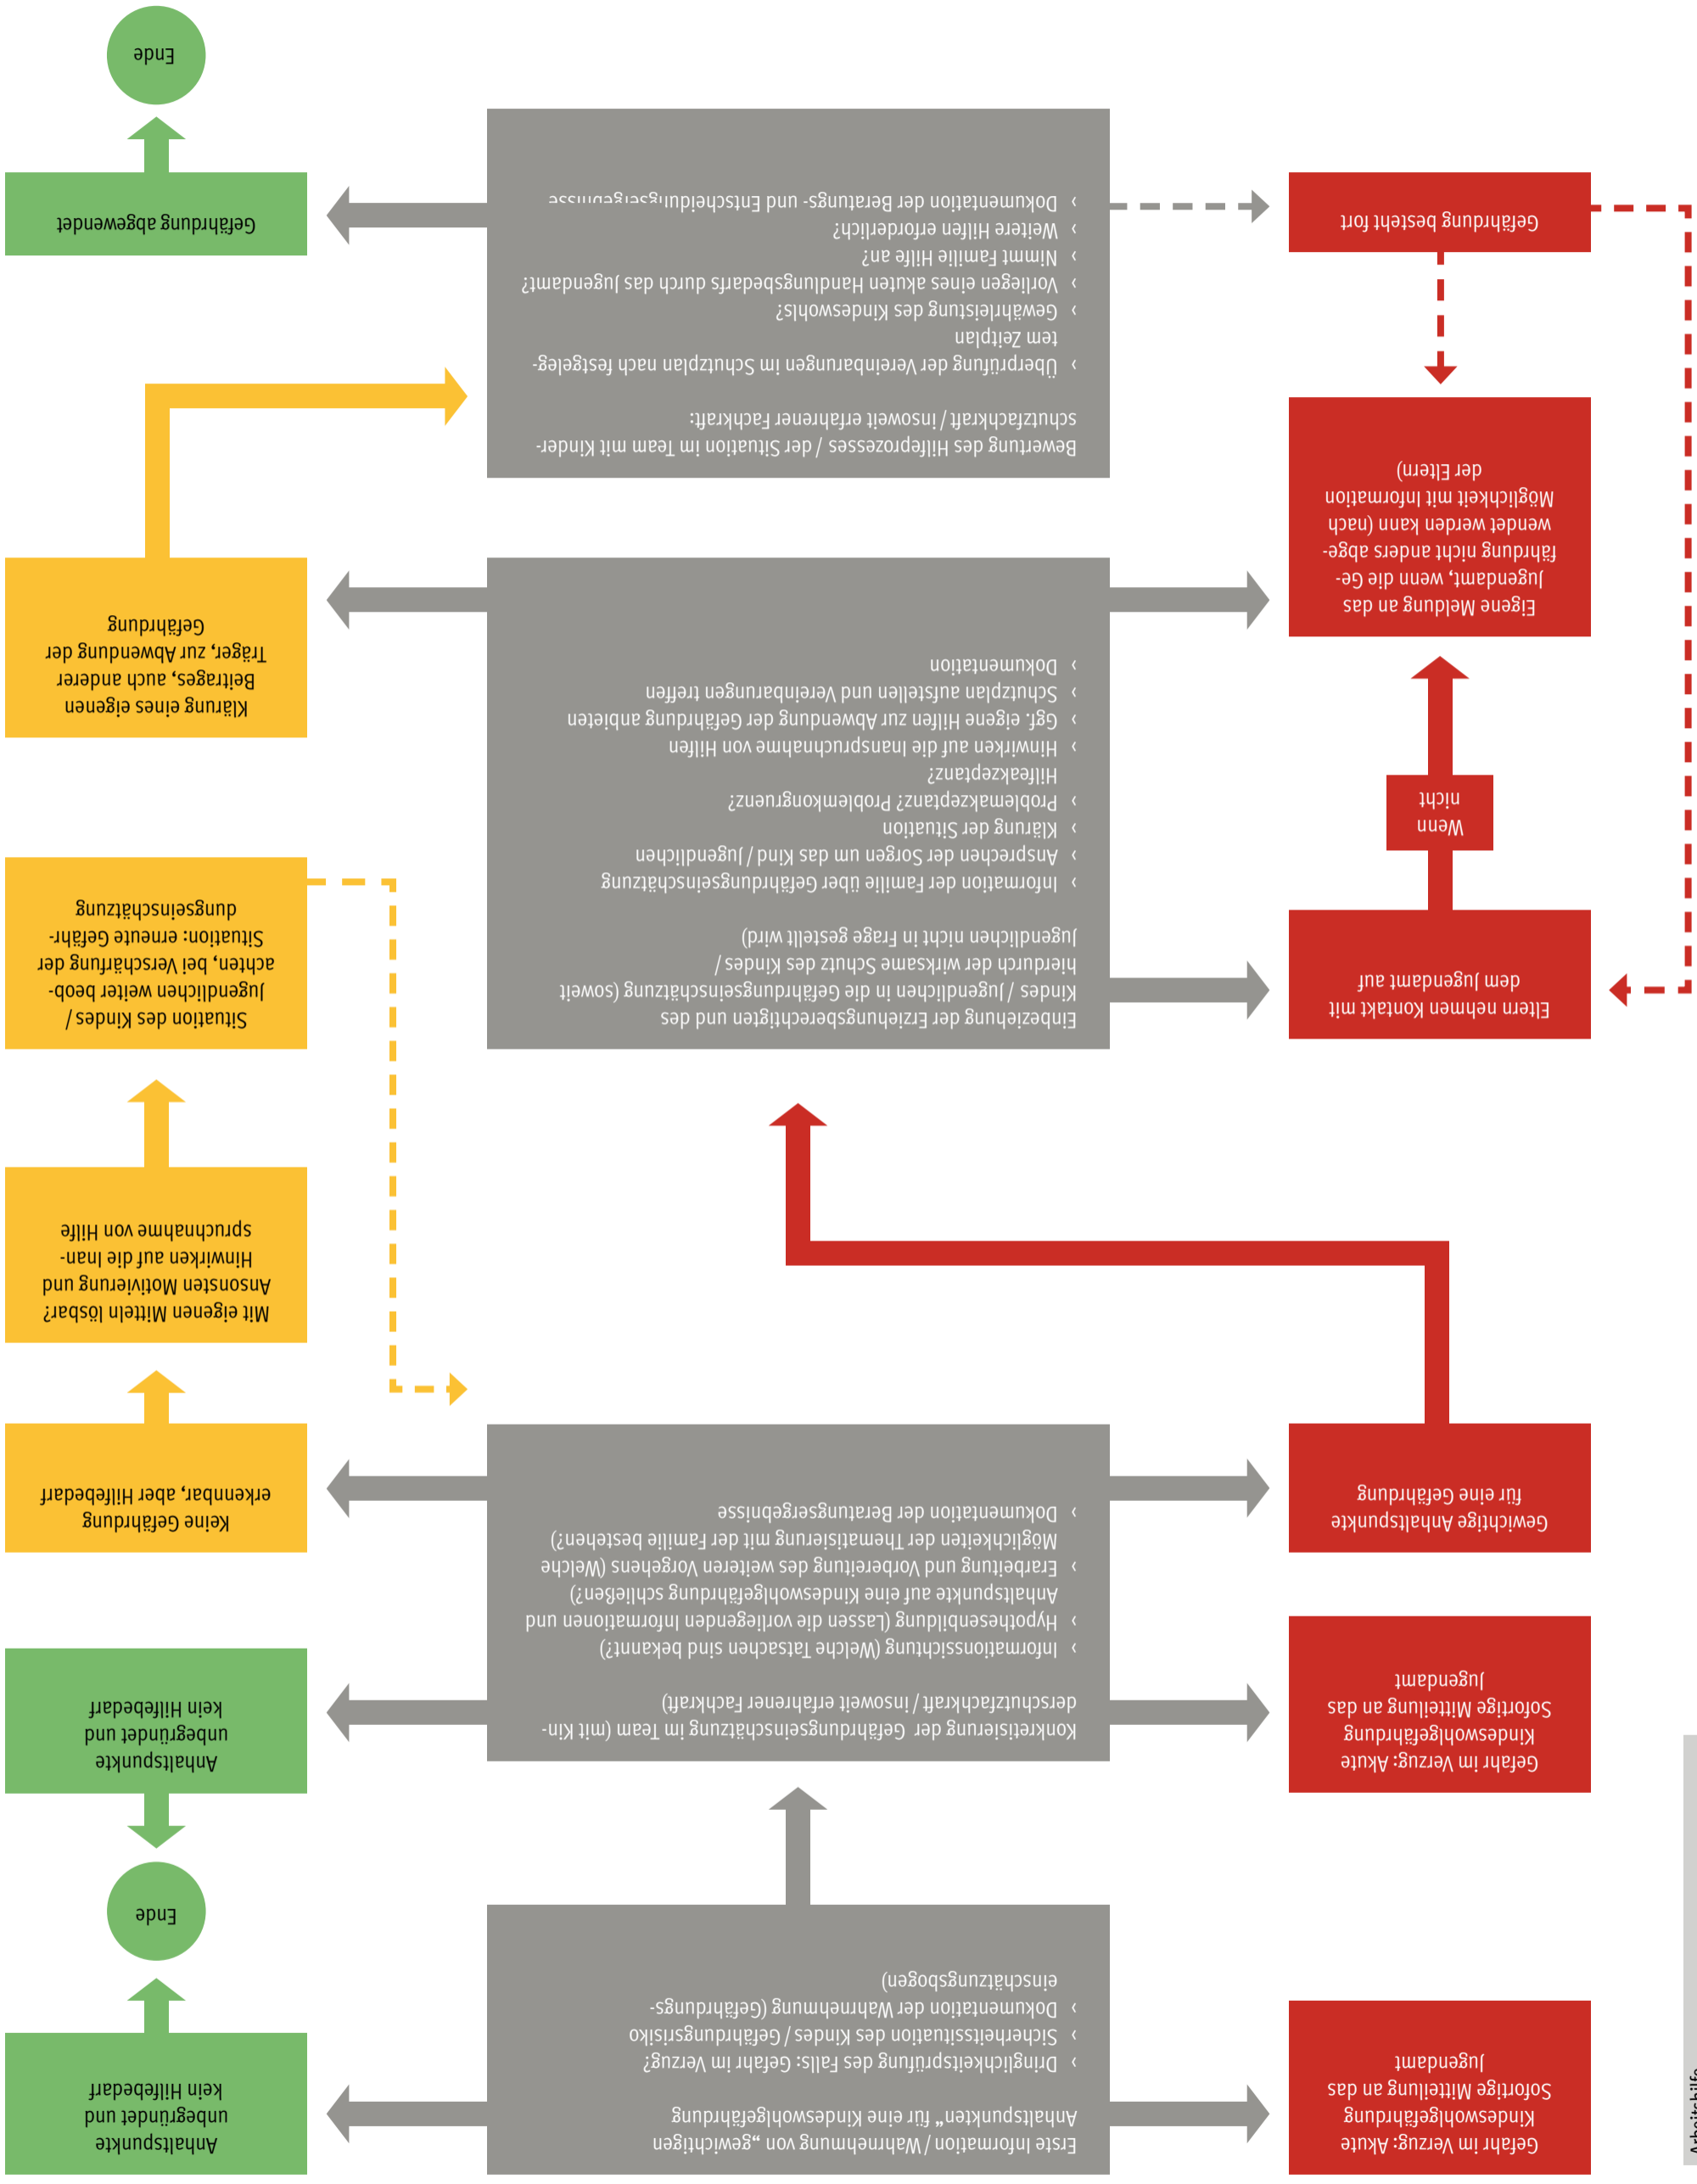 Arbeitshilfe
Gefahr im Verzug: Akute
Kindeswohlgefährdung
Sofortige Mitteilung an das
Jugendamt
Erste Information / Wahrnehmung von “gewichtigen
Anhaltspunkten“ für eine Kindeswohlgefährdung
› Dringlichkeitsprüfung des Falls: Gefahr im Verzug?
› Sicherheitssituation des Kindes / Gefährdungsrisiko
› Dokumentation der Wahrnehmung (Gefährdungs-
einschätzungsbogen)
Anhaltspunkte
unbegründet und
kein Hilfebedarf
Ende
Gefahr im Verzug: Akute
Kindeswohlgefährdung
Sofortige Mitteilung an das
Jugendamt
Konkretisierung der Gefährdungseinschätzung im Team (mit Kin-
derschutzfachkraft / insoweit erfahrener Fachkraft)
› Informationssichtung (Welche Tatsachen sind bekannt?)
› Hypothesenbildung (Lassen die vorliegenden Informationen und
Anhaltspunkte auf eine Kindeswohlgefährdung schließen?)
› Erarbeitung und Vorbereitung des weiteren Vorgehens (Welche
Möglichkeiten der Thematisierung mit der Familie bestehen?)
› Dokumentation der Beratungsergebnisse
Anhaltspunkte
unbegründet und
kein Hilfebedarf
Gewichtige Anhaltspunkte
für eine Gefährdung
Keine Gefährdung
erkennbar, aber Hilfebedarf
Mit eigenen Mitteln lösbar?
Ansonsten Motivierung und
Hinwirken auf die Inan-
spruchnahme von Hilfe
Situation des Kindes /
Jugendlichen weiter beob-
achten, bei Verschärfung der
Situation: erneute Gefähr-
dungseinschätzung
Eltern nehmen Kontakt mit
dem Jugendamt auf
Wenn
nicht
Einbeziehung der Erziehungsberechtigten und des
Kindes / Jugendlichen in die Gefährdungseinschätzung (soweit
hierdurch der wirksame Schutz des Kindes /
Jugendlichen nicht in Frage gestellt wird)
› Information der Familie über Gefährdungseinschätzung
› Ansprechen der Sorgen um das Kind / Jugendlichen
› Klärung der Situation
› Problemakzeptanz? Problemkongruenz?
Hilfeakzeptanz?
› Hinwirken auf die Inanspruchnahme von Hilfen
› Ggf. eigene Hilfen zur Abwendung der Gefährdung anbieten
› Schutzplan aufstellen und Vereinbarungen treffen
› Dokumentation
Klärung eines eigenen
Beitrages, auch anderer
Träger, zur Abwendung der
Gefährdung
Eigene Meldung an das
Jugendamt, wenn die Ge-
fährdung nicht anders abge-
wendet werden kann (nach
Möglichkeit mit Information
der Eltern)
Bewertung des Hilfeprozesses / der Situation im Team mit Kinder-
schutzfachkraft / insoweit erfahrener Fachkraft:
› Überprüfung der Vereinbarungen im Schutzplan nach festgeleg-
tem Zeitplan
› Gewährleistung des Kindeswohls?
› Vorliegen eines akuten Handlungsbedarfs durch das Jugendamt?
› Nimmt Familie Hilfe an?
› Weitere Hilfen erforderlich?
› Dokumentation der Beratungs- und Entscheidungsergebnisse
Gefährdung besteht fort
Gefährdung abgewendet
Ende